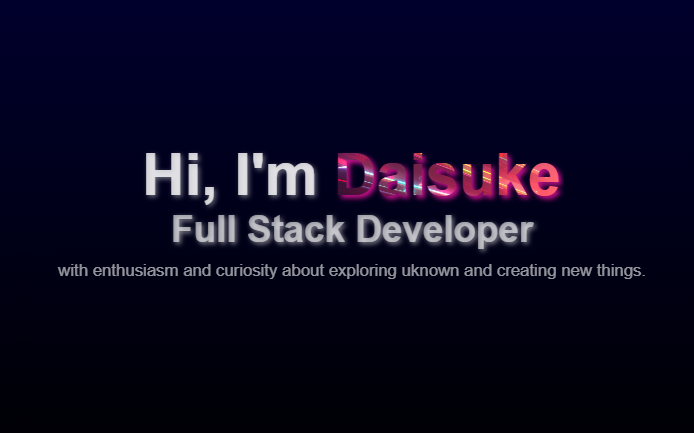 Hi, I'm Daisuke
Full Stack Developer
with enthusiasm and curiosity about exploring uknown and creating new things.